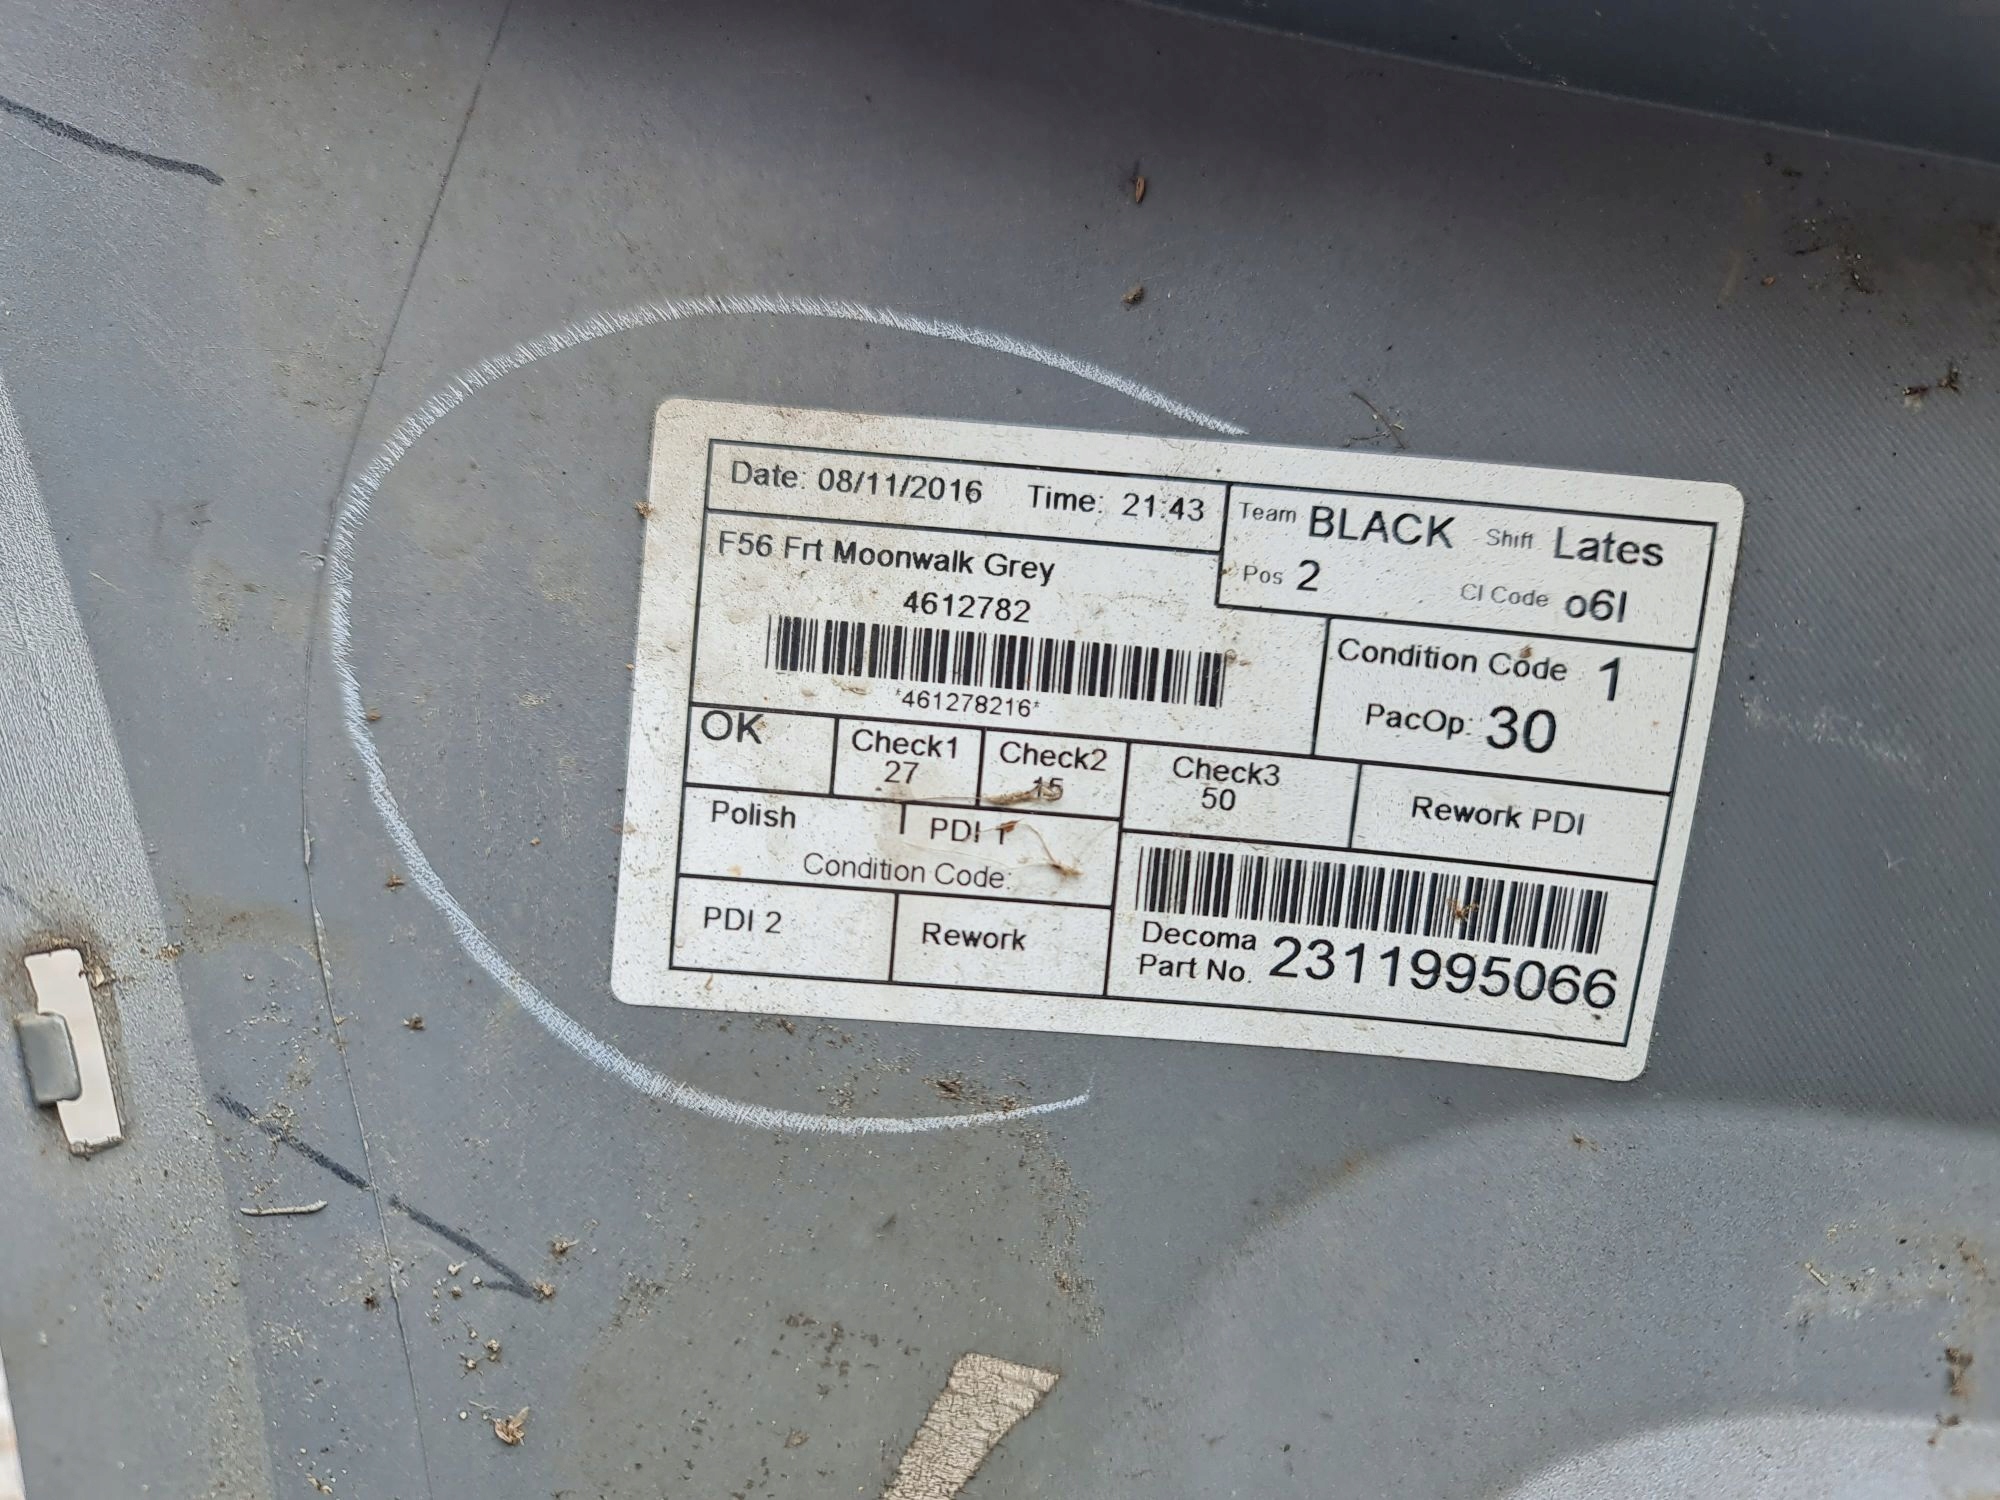 Date: 08/11/2016 Time: 21:43
Team BLACK Shift Lates
Pos 2 CI Code o6I
F56 Frt Moonwalk Grey
4612782
*461278216*
Condition Code 1
PacOp: 30
OK
Check1
27
Check2
15
Check3
50
Rework PDI
Polish
PDI 1
Condition Code:
PDI 2
Rework
Decoma
Part No. 2311995066